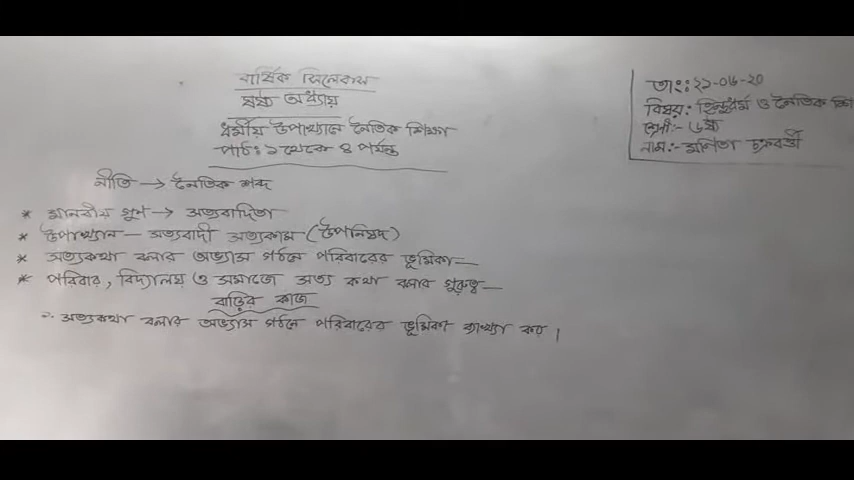 বার্ষিক সিলেবাস
ষষ্ঠ অধ্যায়
ধর্মীয় উপাখ্যানে নৈতিক শিক্ষা
পাঠ: ১ থেকে ৪ পর্যন্ত
তাং: ২১-০৬-২০
বিষয়: হিন্দুধর্ম ও নৈতিক শি
শ্রেণী:- ৬ষ্ঠ
নাম:- মনিতা চক্রবর্তী
নীতি → নৈতিক শব্দ
* মানবীয় গুণ → সত্যবাদিতা
* উপাখ্যান — সত্যবাদী সত্যকাম (উপনিষদ)
* সত্যকথা বলার অভ্যাস গঠনে পরিবারের ভূমিকা —
* পরিবার, বিদ্যালয় ও সমাজে সত্য কথা বলার গুরুত্ব —
বাড়ির কাজ
সত্যকথা বলার অভ্যাস গঠনে পরিবারের ভূমিকা ব্যাখ্যা কর।